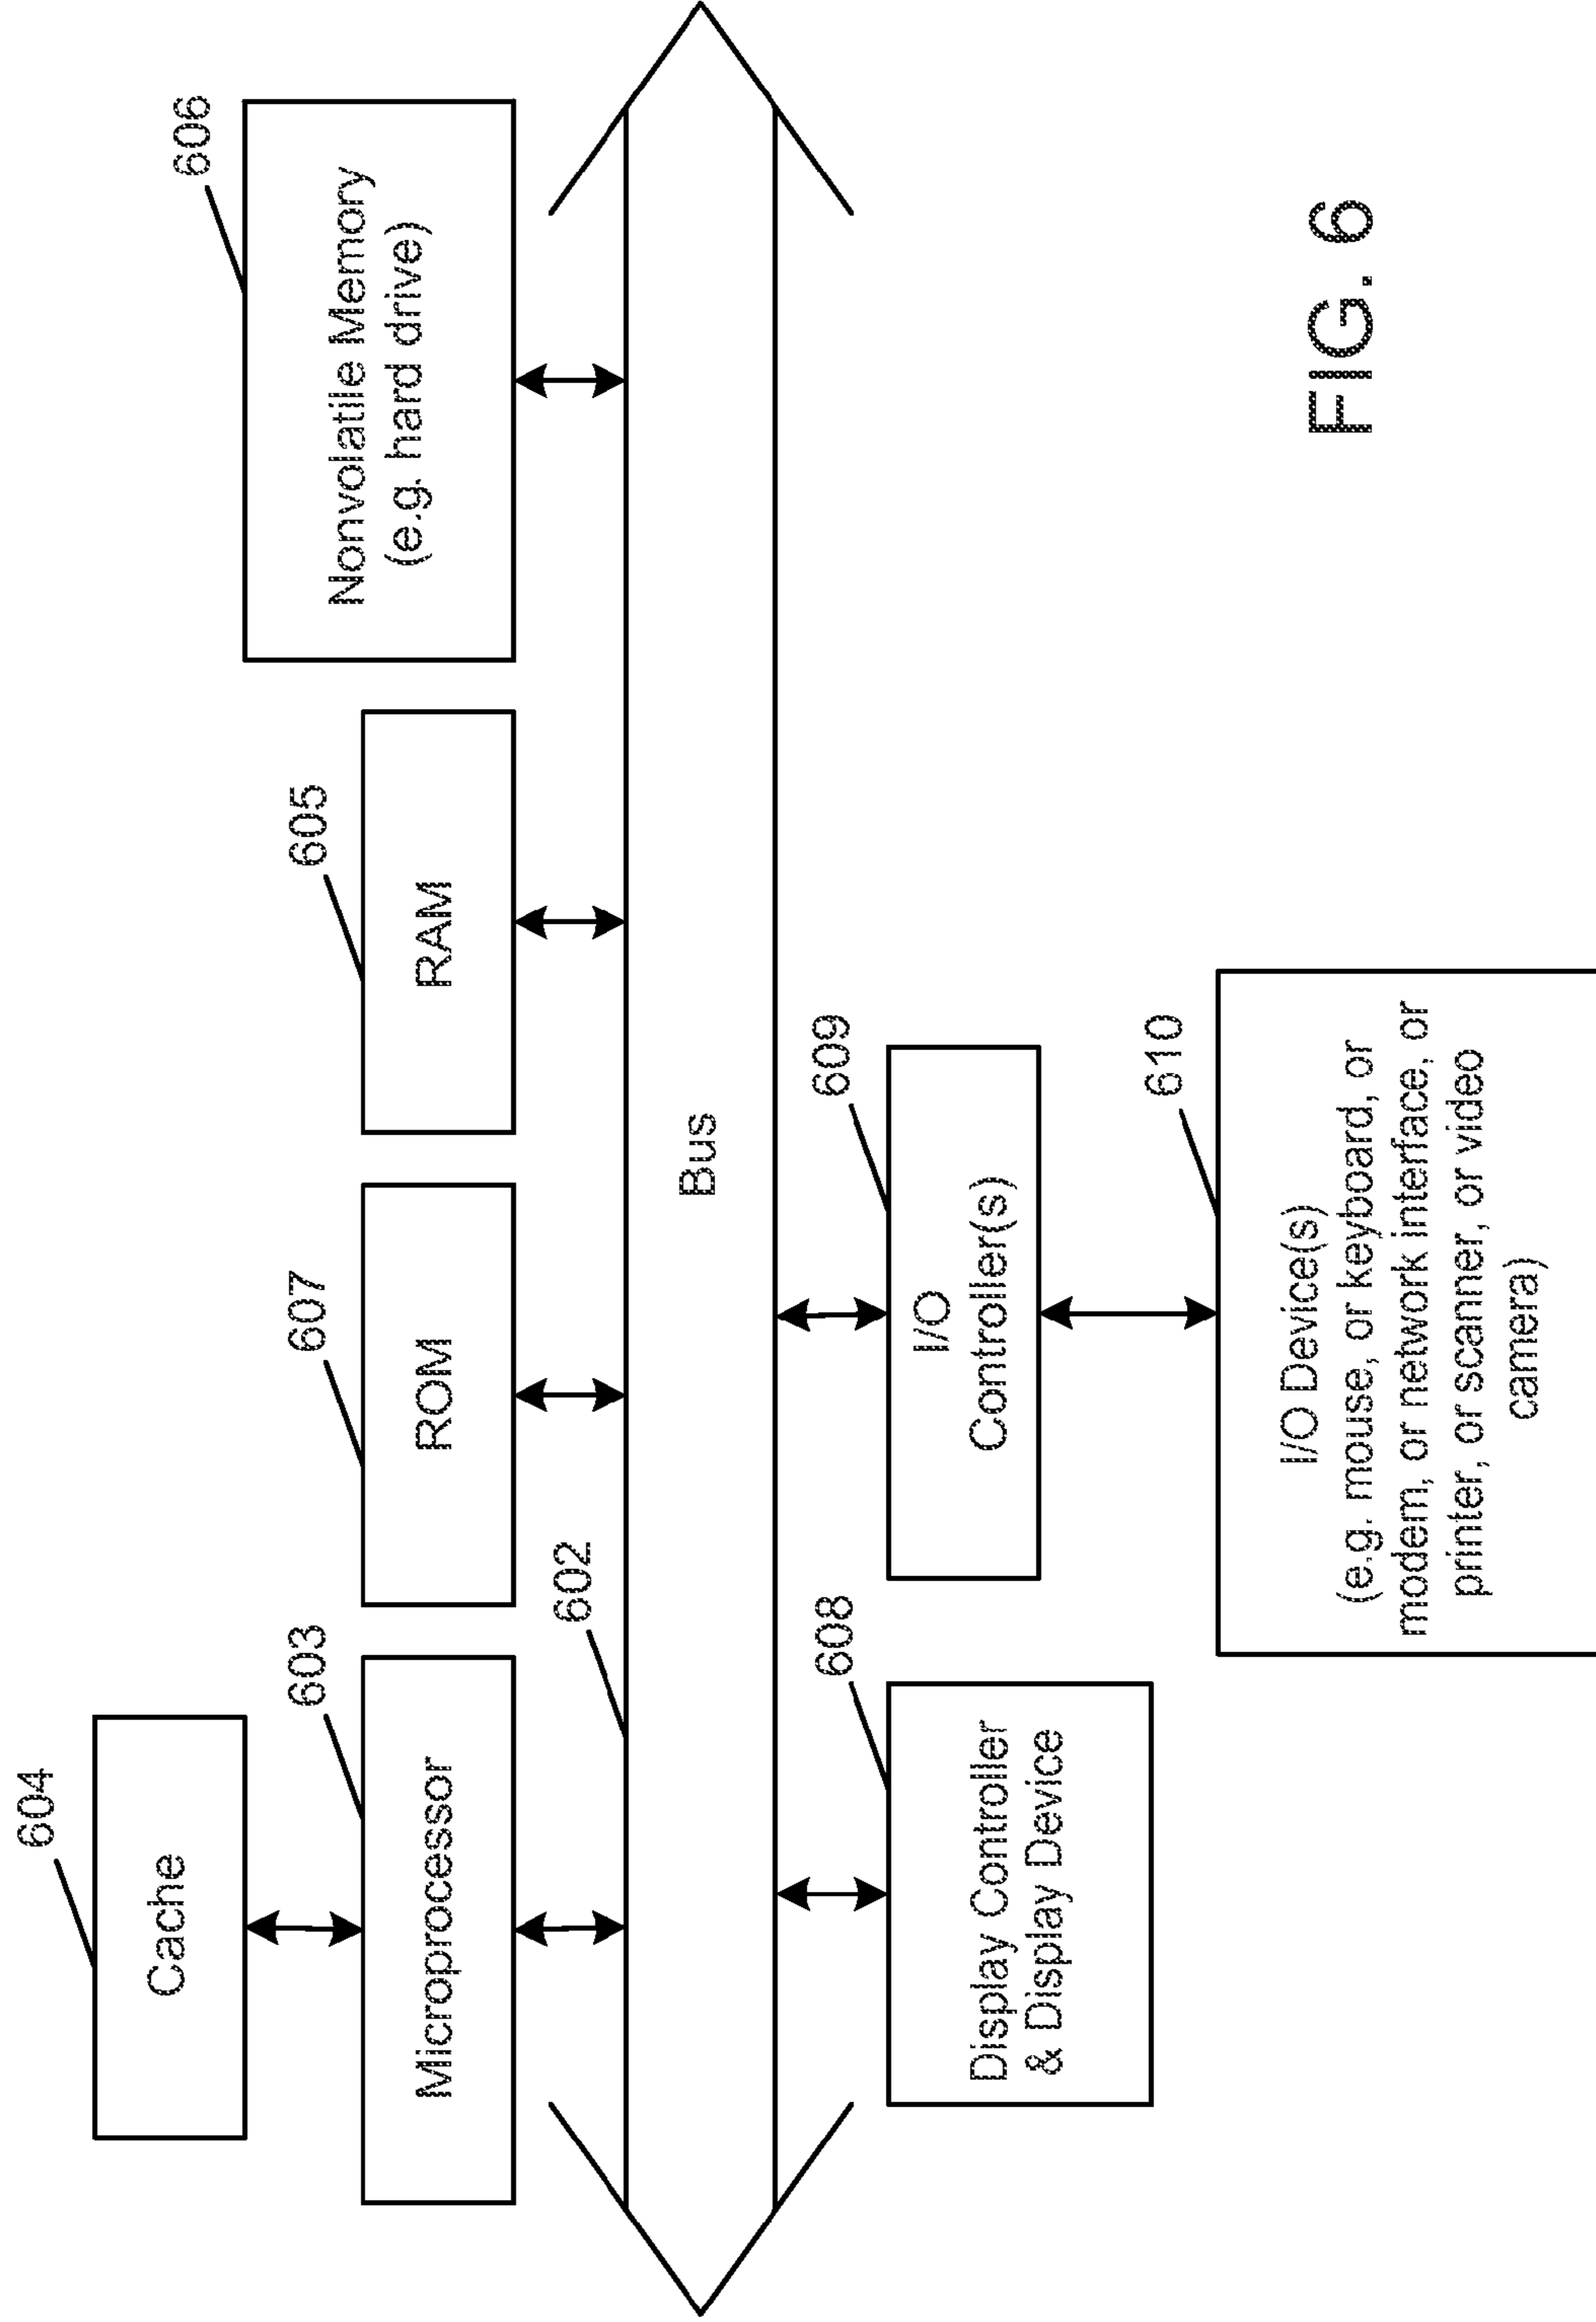 604
Cache
603
Microprocessor
607
ROM
605
RAM
606
Nonvolatile Memory
(e.g. hard drive)
602
Bus
608
Display Controller
& Display Device
609
I/O
Controller(s)
610
I/O Device(s)
(e.g. mouse, or keyboard, or
modem, or network interface, or
printer, or scanner, or video
camera)
FIG. 6